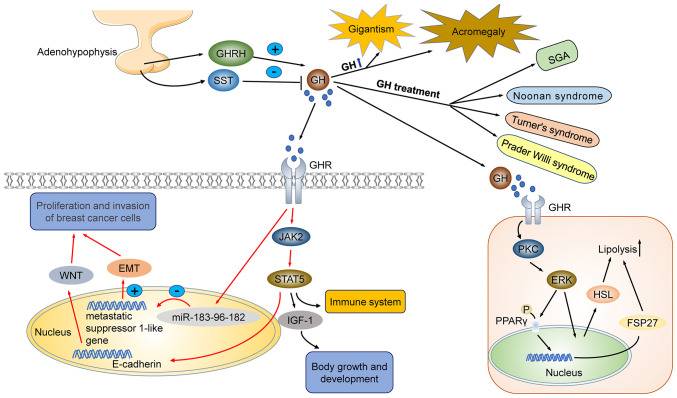 Adenohypophysis
GHRH
+
SST
-
GH
GH
Gigantism
Acromegaly
GH treatment
SGA
Noonan syndrome
Turner's syndrome
Prader Willi syndrome
GHR
GH
GHR
Proliferation and invasion
of breast cancer cells
WNT
EMT
JAK2
STAT5
+
-
metastatic
suppressor 1-like
gene
miR-183-96-182
Nucleus
E-cadherin
IGF-1
Immune system
Body growth and
development
PKC
ERK
Lipolysis
HSL
FSP27
P
PPARγ
Nucleus